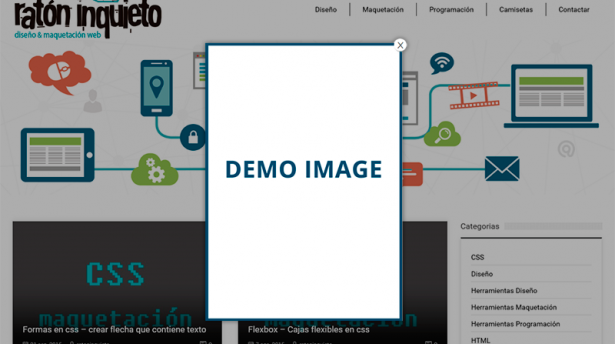 ratón inquieto
diseño & maquetación web
Diseño
Maquetación
Programación
Camisetas
Contactar
X
DEMO IMAGE
CSS
maquetación
Formas en css – crear flecha que contiene texto
Flexbox – Cajas flexibles en css
Categorias
CSS
Diseño
Herramientas Diseño
Herramientas Maquetación
Herramientas Programación
HTML